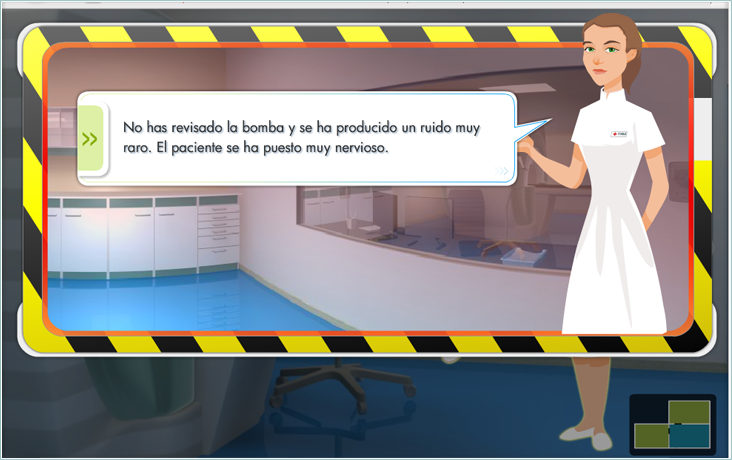 No has revisado la bomba y se ha producido un ruido muy
raro. El paciente se ha puesto muy nervioso.